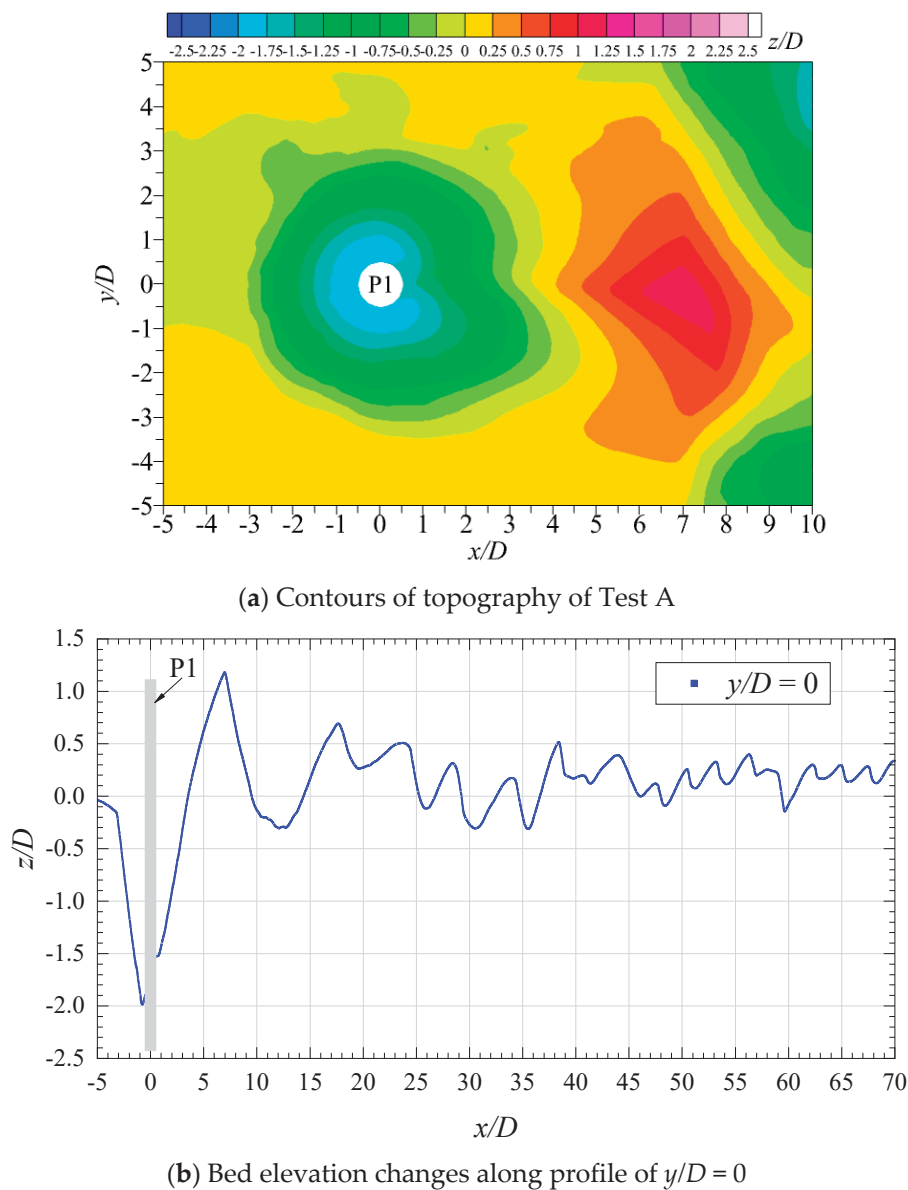 -2.5 -2.25 -2 -1.75 -1.5 -1.25 -1 -0.75 -0.5 -0.25 0 0.25 0.5 0.75 1 1.25 1.5 1.75 2 2.25 2.5 z/D
5
4
3
2
1
0
-1
-2
-3
-4
-5
y/D
P1
-5 -4 -3 -2 -1 0 1 2 3 4 5 6 7 8 9 10
x/D
(a) Contours of topography of Test A
1.5
1.0
0.5
0.0
-0.5
-1.0
-1.5
-2.0
-2.5
z/D
P1
y/D = 0
-5 0 5 10 15 20 25 30 35 40 45 50 55 60 65 70
x/D
(b) Bed elevation changes along profile of y/D = 0